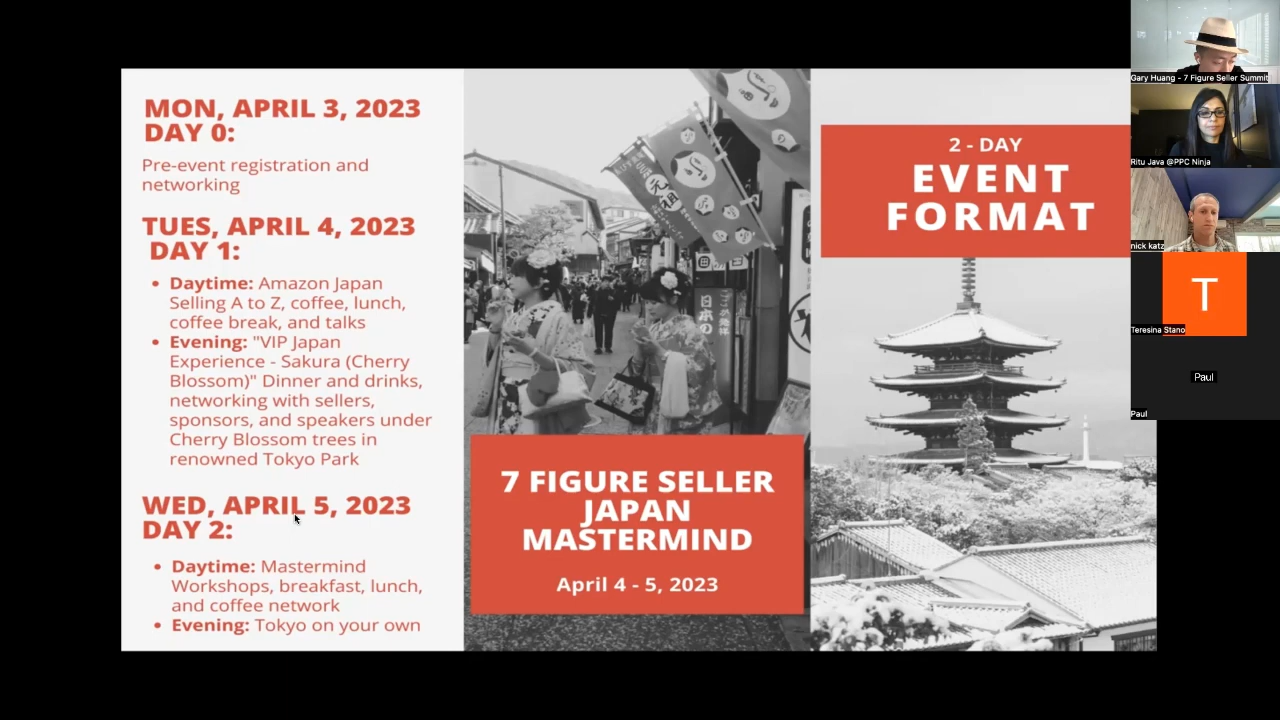 MON, APRIL 3, 2023
DAY 0:
Pre-event registration and
networking
TUES, APRIL 4, 2023
DAY 1:
• Daytime: Amazon Japan
Selling A to Z, coffee, lunch,
coffee break, and talks
• Evening: "VIP Japan
Experience - Sakura (Cherry
Blossom)" Dinner and drinks,
networking with sellers,
sponsors, and speakers under
Cherry Blossom trees in
renowned Tokyo Park
WED, APRIL 5, 2023
DAY 2:
• Daytime: Mastermind
Workshops, breakfast, lunch,
and coffee network
• Evening: Tokyo on your own
元祖
日本の
7 FIGURE SELLER
JAPAN
MASTERMIND
April 4 - 5, 2023
2 - DAY
EVENT
FORMAT
Gary Huang - 7 Figure Seller Summit
Ritu Java @PPC Ninja
nick katz
T
Teresina Stano
Paul
Paul